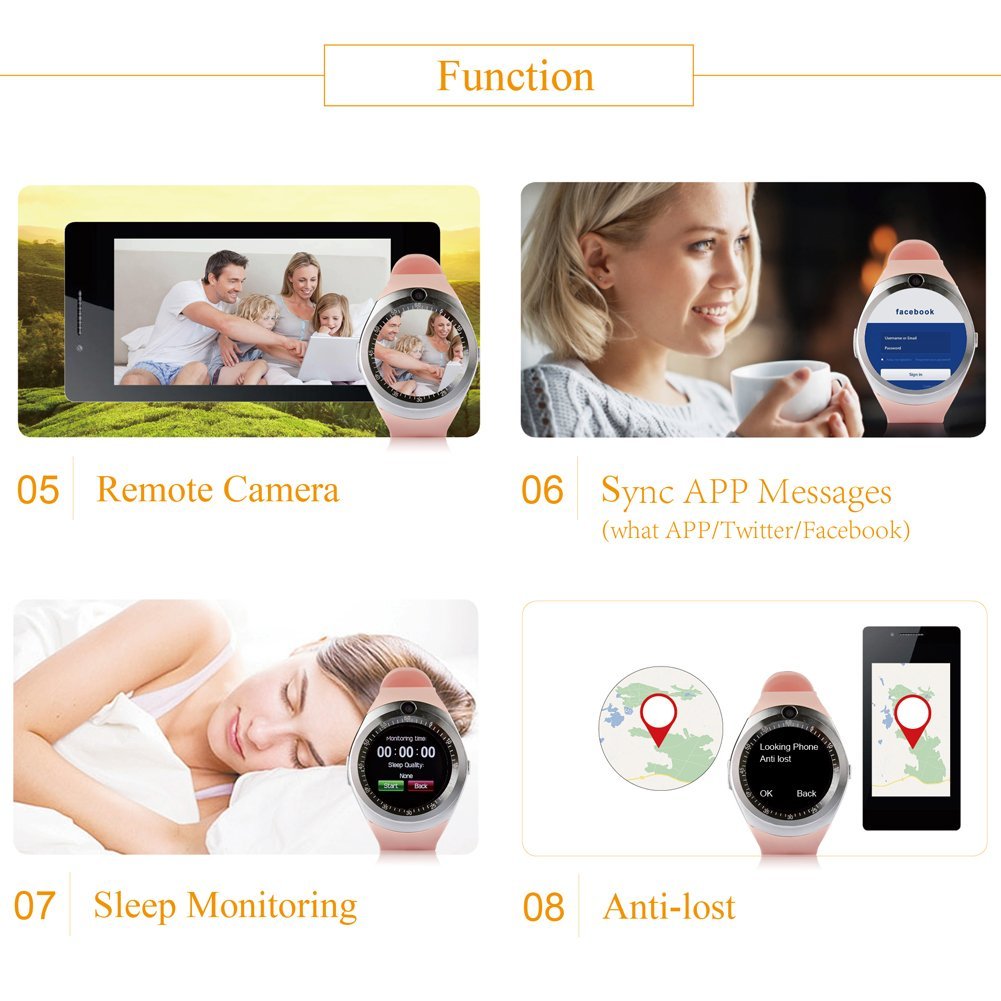 Function
facebook
Username or Email
Password
Sign in
05 Remote Camera
06 Sync APP Messages
(what APP/Twitter/Facebook)
Monitoring time:
00 : 00 : 00
Sleep Quality:
None
Start Back
Looking Phone
Anti lost
OK Back
07 Sleep Monitoring
08 Anti-lost